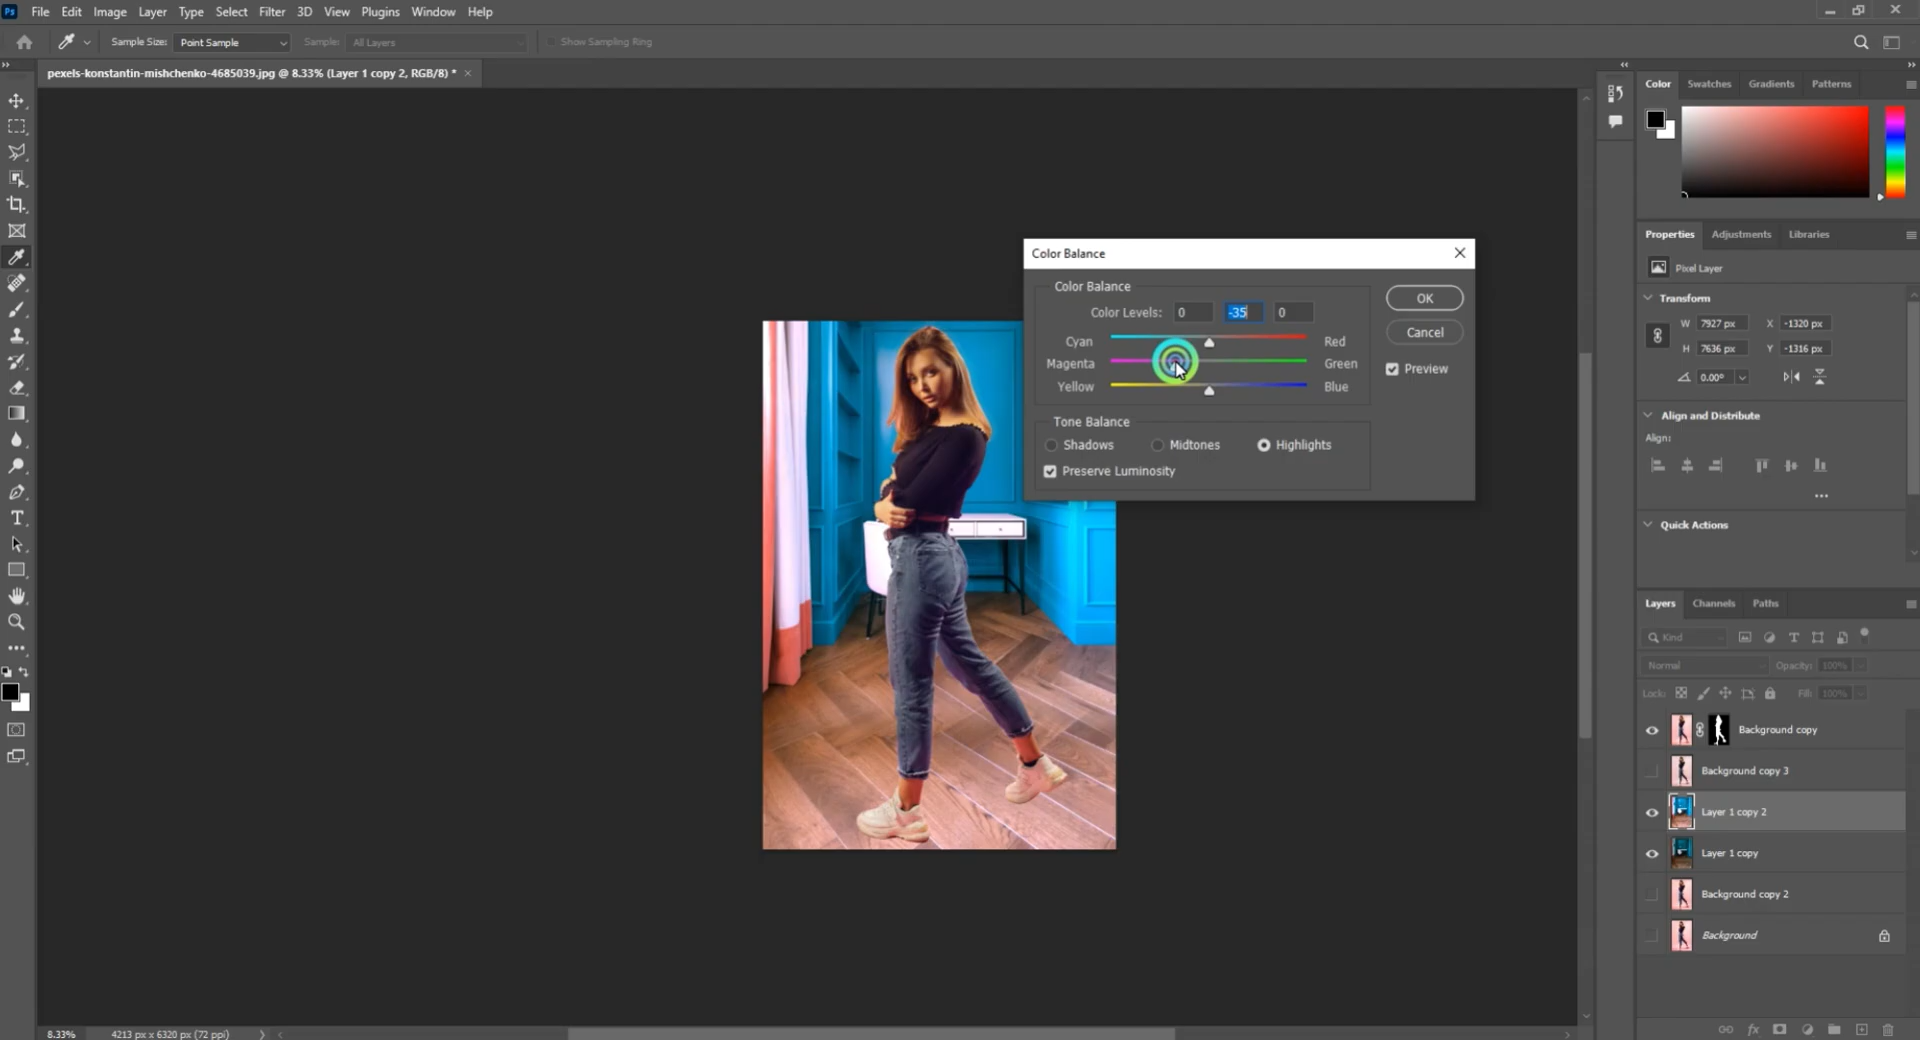 Ps File Edit Image Layer Type Select Filter 3D View Plugins Window Help
Sample Size: Point Sample Sample: All Layers Show Sampling Ring
pexels-konstantin-mishchenko-4685039.jpg @ 8.33% (Layer 1 copy 2, RGB/8) * ×
Color Swatches Gradients Patterns
Properties Adjustments Libraries
Pixel Layer
Transform
W 7927 px X -1320 px
H 7636 px Y -1316 px
0.00°
Align and Distribute
Align:
Quick Actions
Color Balance
Color Balance
Color Levels: 0 -35 0
Cyan Red
Magenta Green
Yellow Blue
Tone Balance
Shadows Midtones Highlights
Preserve Luminosity
OK
Cancel
Preview
Layers Channels Paths
Kind
Normal Opacity: 100%
Lock: Fill: 100%
Background copy
Background copy 3
Layer 1 copy 2
Layer 1 copy
Background copy 2
Background
8.33% 4213 px x 6320 px (72 ppi)